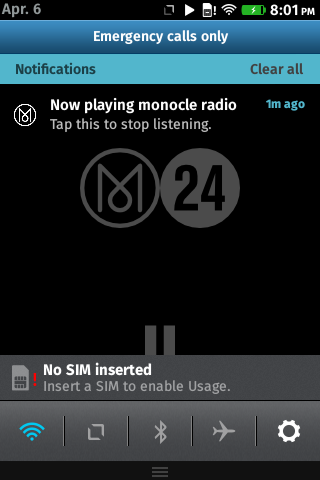 Apr. 6 8:01 PM
Emergency calls only
Notifications Clear all
Now playing monocle radio 1m ago
Tap this to stop listening.
M 24
No SIM inserted
Insert a SIM to enable Usage.